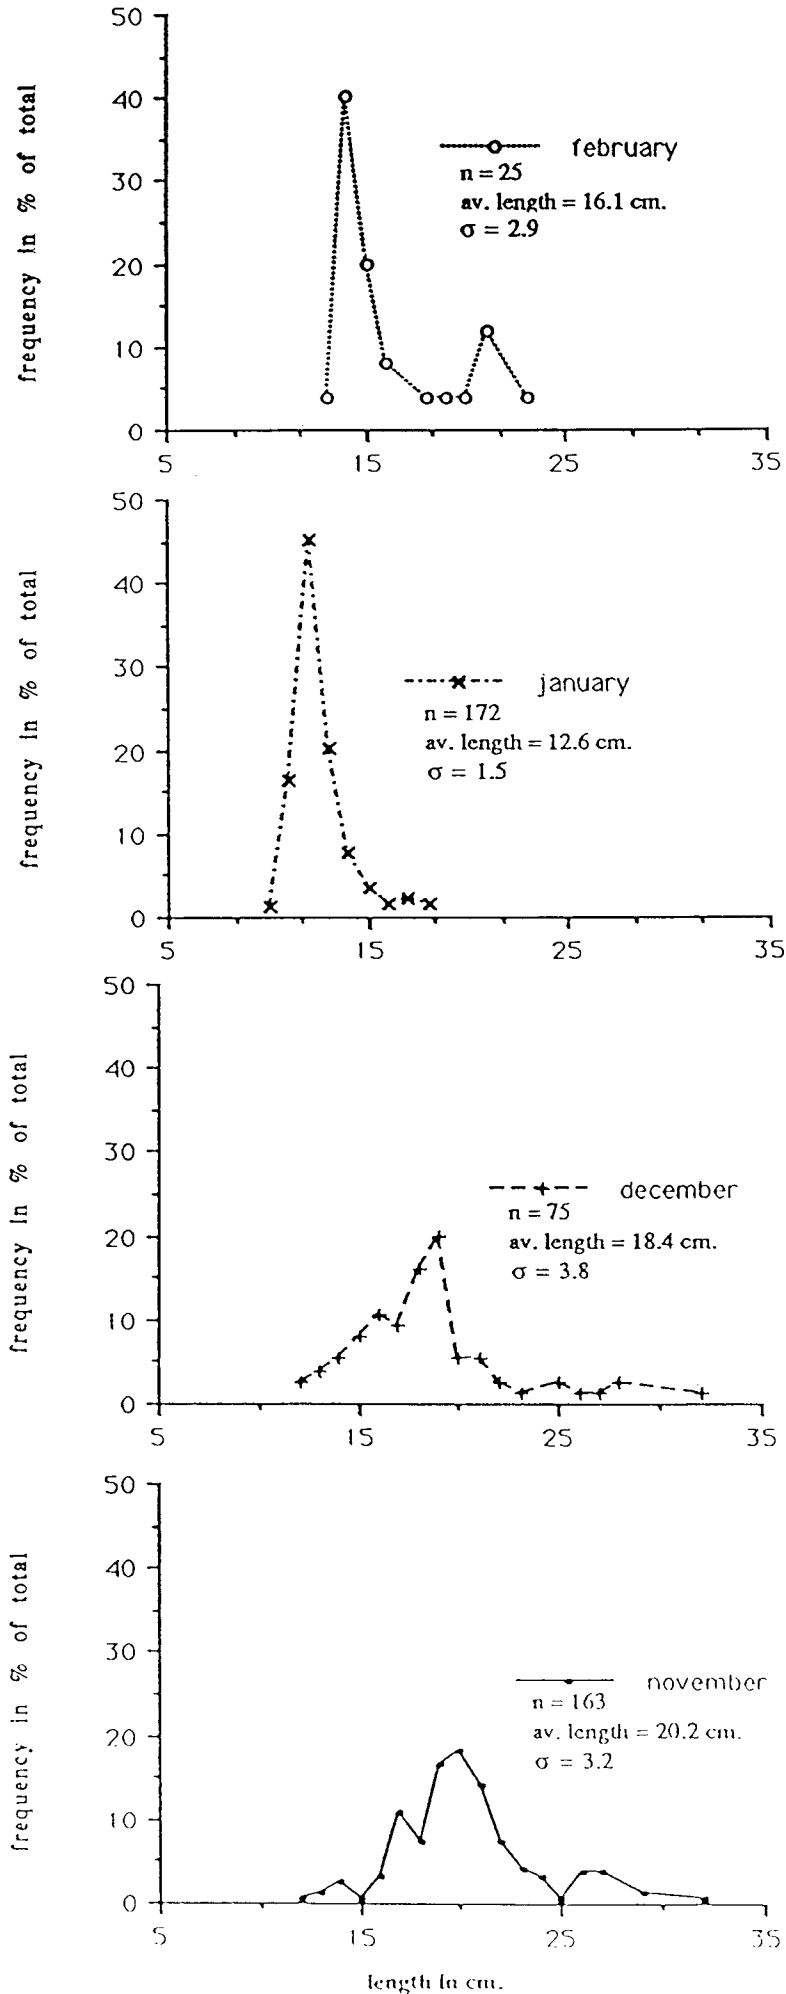 50
40
30
20
10
0
frequency in % of total
february
n = 25
av. length = 16.1 cm.
σ = 2.9
5 15 25 35
50
40
30
20
10
0
frequency in % of total
january
n = 172
av. length = 12.6 cm.
σ = 1.5
5 15 25 35
50
40
30
20
10
0
frequency in % of total
december
n = 75
av. length = 18.4 cm.
σ = 3.8
5 15 25 35
50
40
30
20
10
0
frequency in % of total
november
n = 163
av. length = 20.2 cm.
σ = 3.2
5 15 25 35
length in cm.